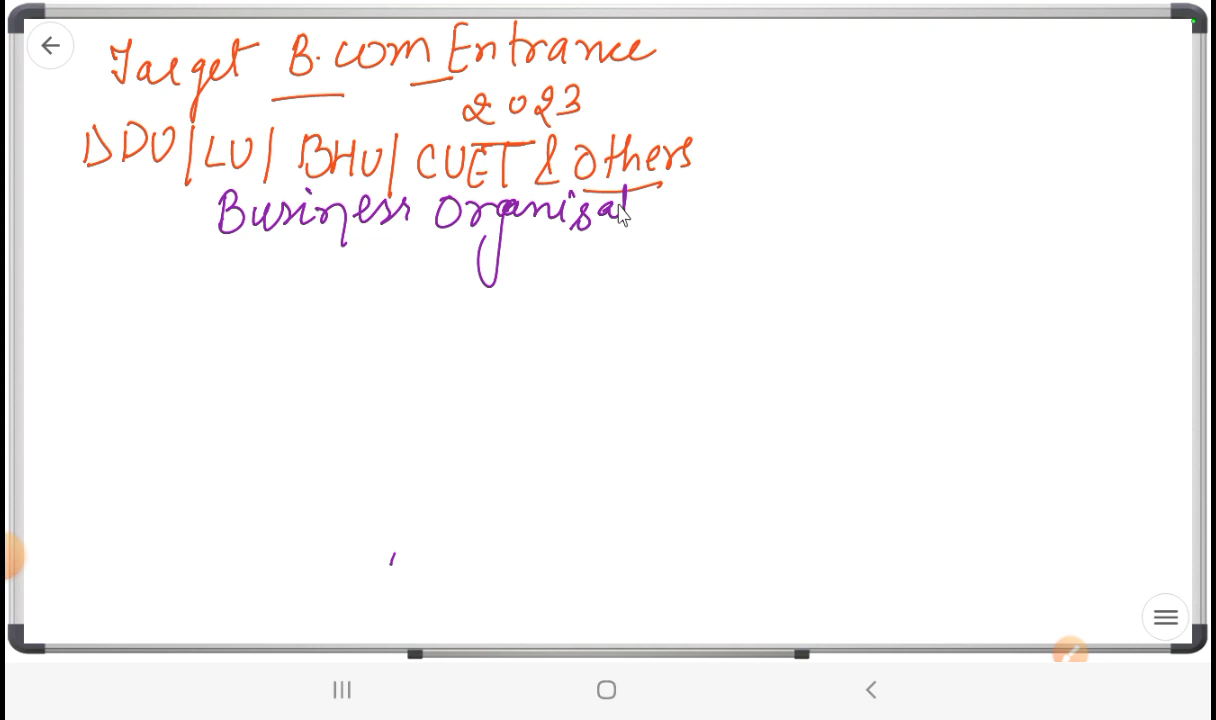 Target B.com Entrance
2023
DDU/LU/ BHU/ CUET & Others
Business Organisat